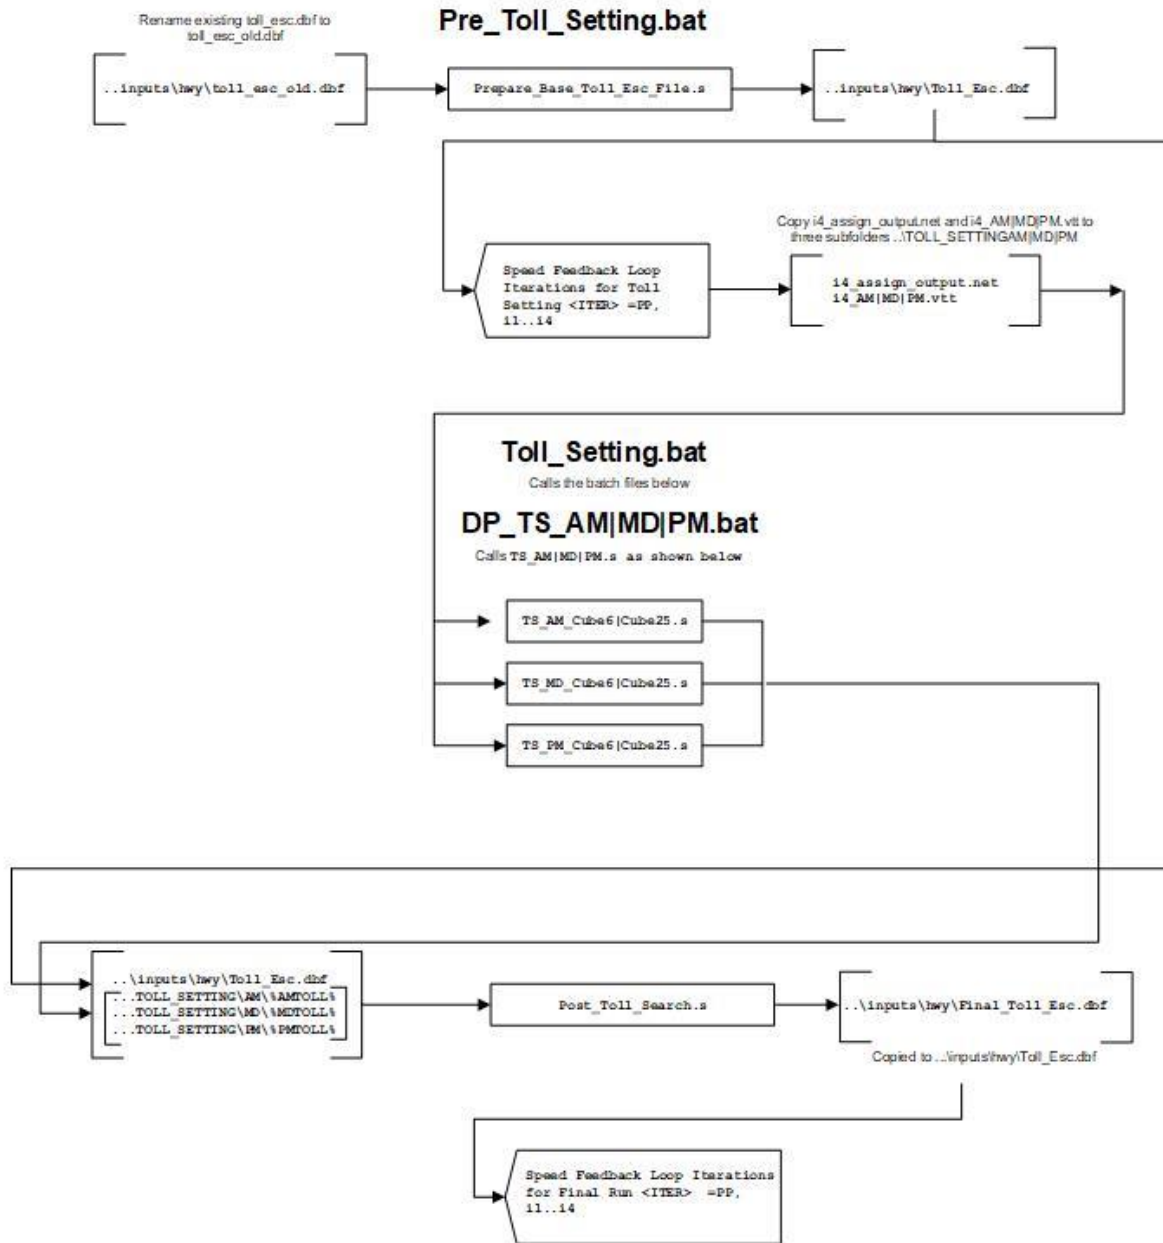 Pre_Toll_Setting.bat
Rename existing toll_esc.dbf to
toll_esc_old.dbf
..inputs\hwy\toll_esc_old.dbf
Prepare_Base_Toll_Esc_File.s
..inputs\hwy\Toll_Esc.dbf
Speed Feedback Loop
Iterations for Toll
Setting <ITER> =PP,
i1..i4
Copy i4_assign_output.net and i4_AM|MD|PM.vtt to
three subfolders ..\TOLL_SETTINGAM|MD|PM
i4_assign_output.net
i4_AM|MD|PM.vtt
Toll_Setting.bat
Calls the batch files below
DP_TS_AM|MD|PM.bat
Calls TS_AM|MD|PM.s as shown below
TS_AM_Cube6|Cube25.s
TS_MD_Cube6|Cube25.s
TS_PM_Cube6|Cube25.s
..\inputs\hwy\Toll_Esc.dbf
...TOLL_SETTING\AM\%AMTOLL%
...TOLL_SETTING\MD\%MDTOLL%
...TOLL_SETTING\PM\%PMTOLL%
Post_Toll_Search.s
..\inputs\hwy\Final_Toll_Esc.dbf
Copied to ...\inputs\hwy\Toll_Esc.dbf
Speed Feedback Loop Iterations
for Final Run <ITER> =PP,
i1..i4